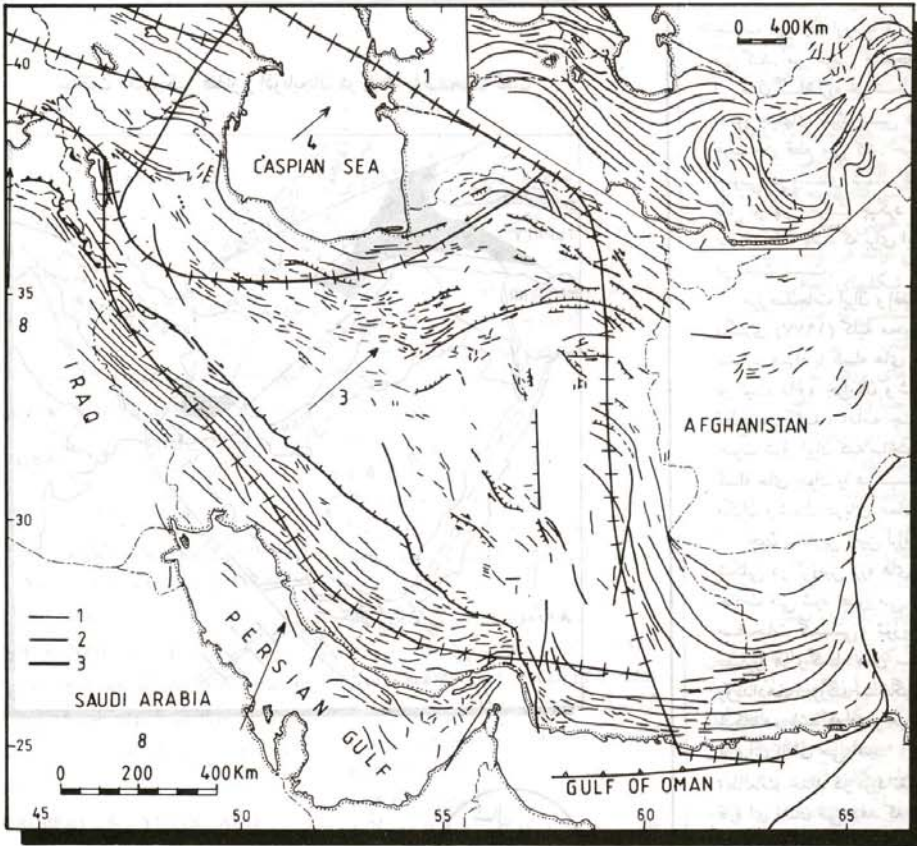 0 400Km
40
1
4
CASPIAN SEA
35
8
IRAQ
3
AFGHANISTAN
30
1
2
3
PERSIAN
GULF
SAUDI ARABIA
8
25
0 200 400Km
GULF OF OMAN
45 50 55 60 65